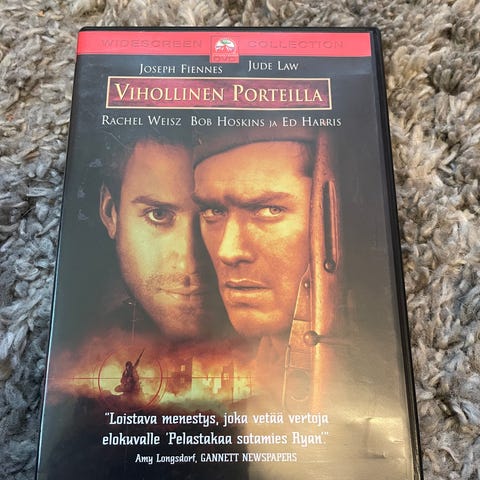 WIDESCREEN COLLECTION
JOSEPH FIENNES JUDE LAW
VIHOLLINEN PORTEILLA
RACHEL WEISZ BOB HOSKINS JA ED HARRIS
"Loistava menestys, joka vetää vertoja
elokuvalle 'Pelastakaa sotamies Ryan'."
Amy Longsdorf, GANNETT NEWSPAPERS